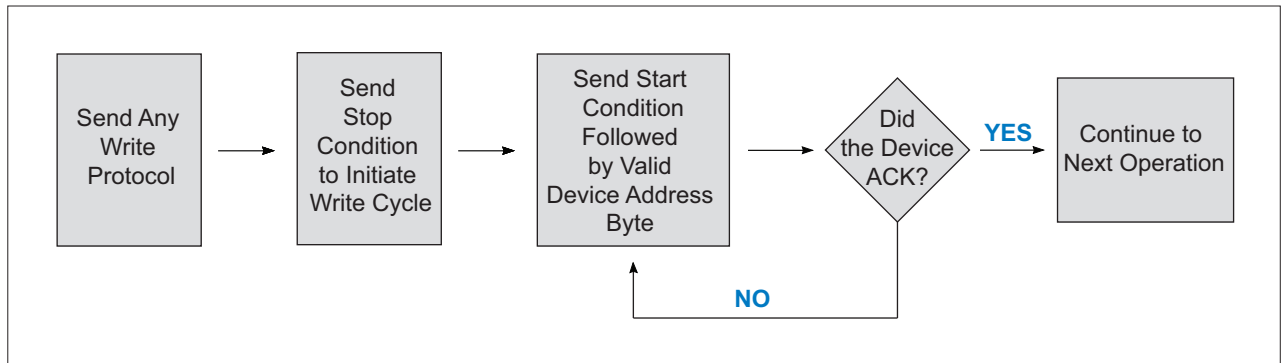 Send Any
Write
Protocol
Send
Stop
Condition
to Initiate
Write Cycle
Send Start
Condition
Followed
by Valid
Device Address
Byte
Did
the Device
ACK?
YES
NO
Continue to
Next Operation